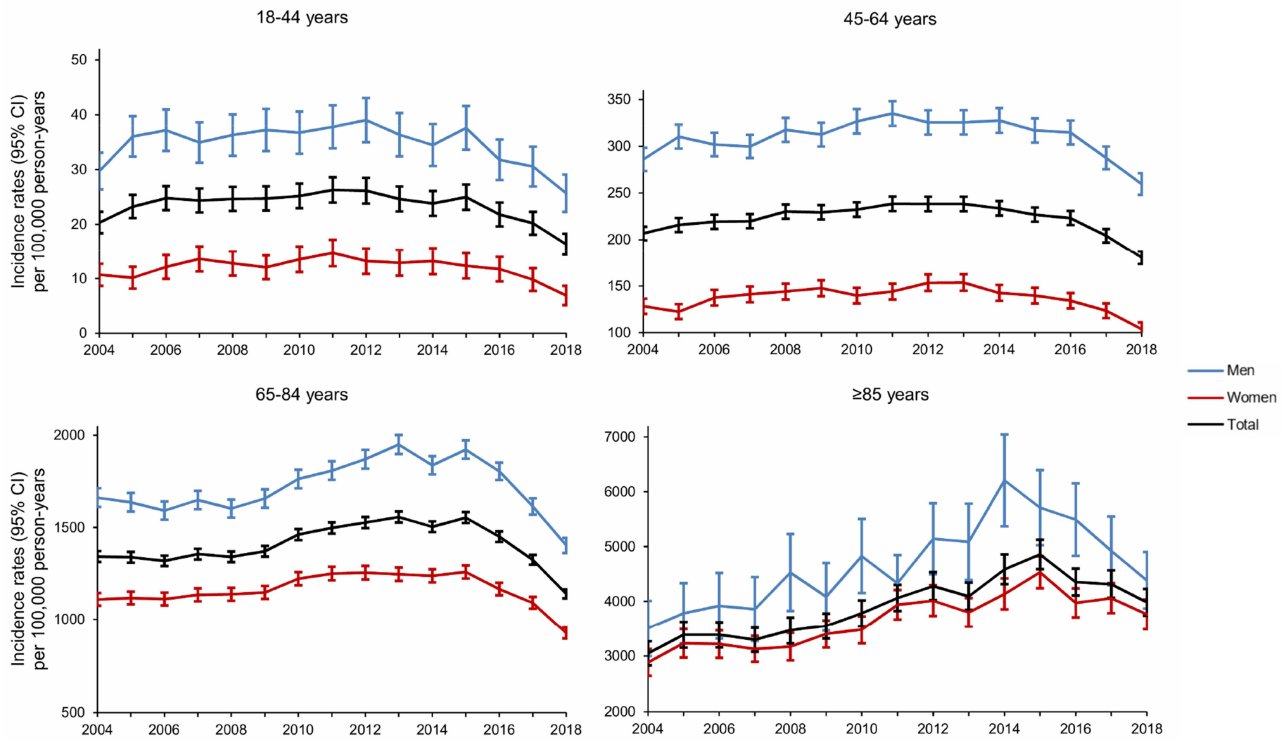 18-44 years
Incidence rates (95% CI)
per 100,000 person-years
50
40
30
20
10
0
2004 2006 2008 2010 2012 2014 2016 2018
45-64 years
350
300
250
200
150
100
2004 2006 2008 2010 2012 2014 2016 2018
65-84 years
Incidence rates (95% CI)
per 100,000 person-years
2000
1500
1000
500
2004 2006 2008 2010 2012 2014 2016 2018
≥85 years
7000
6000
5000
4000
3000
2000
2004 2006 2008 2010 2012 2014 2016 2018
Men
Women
Total